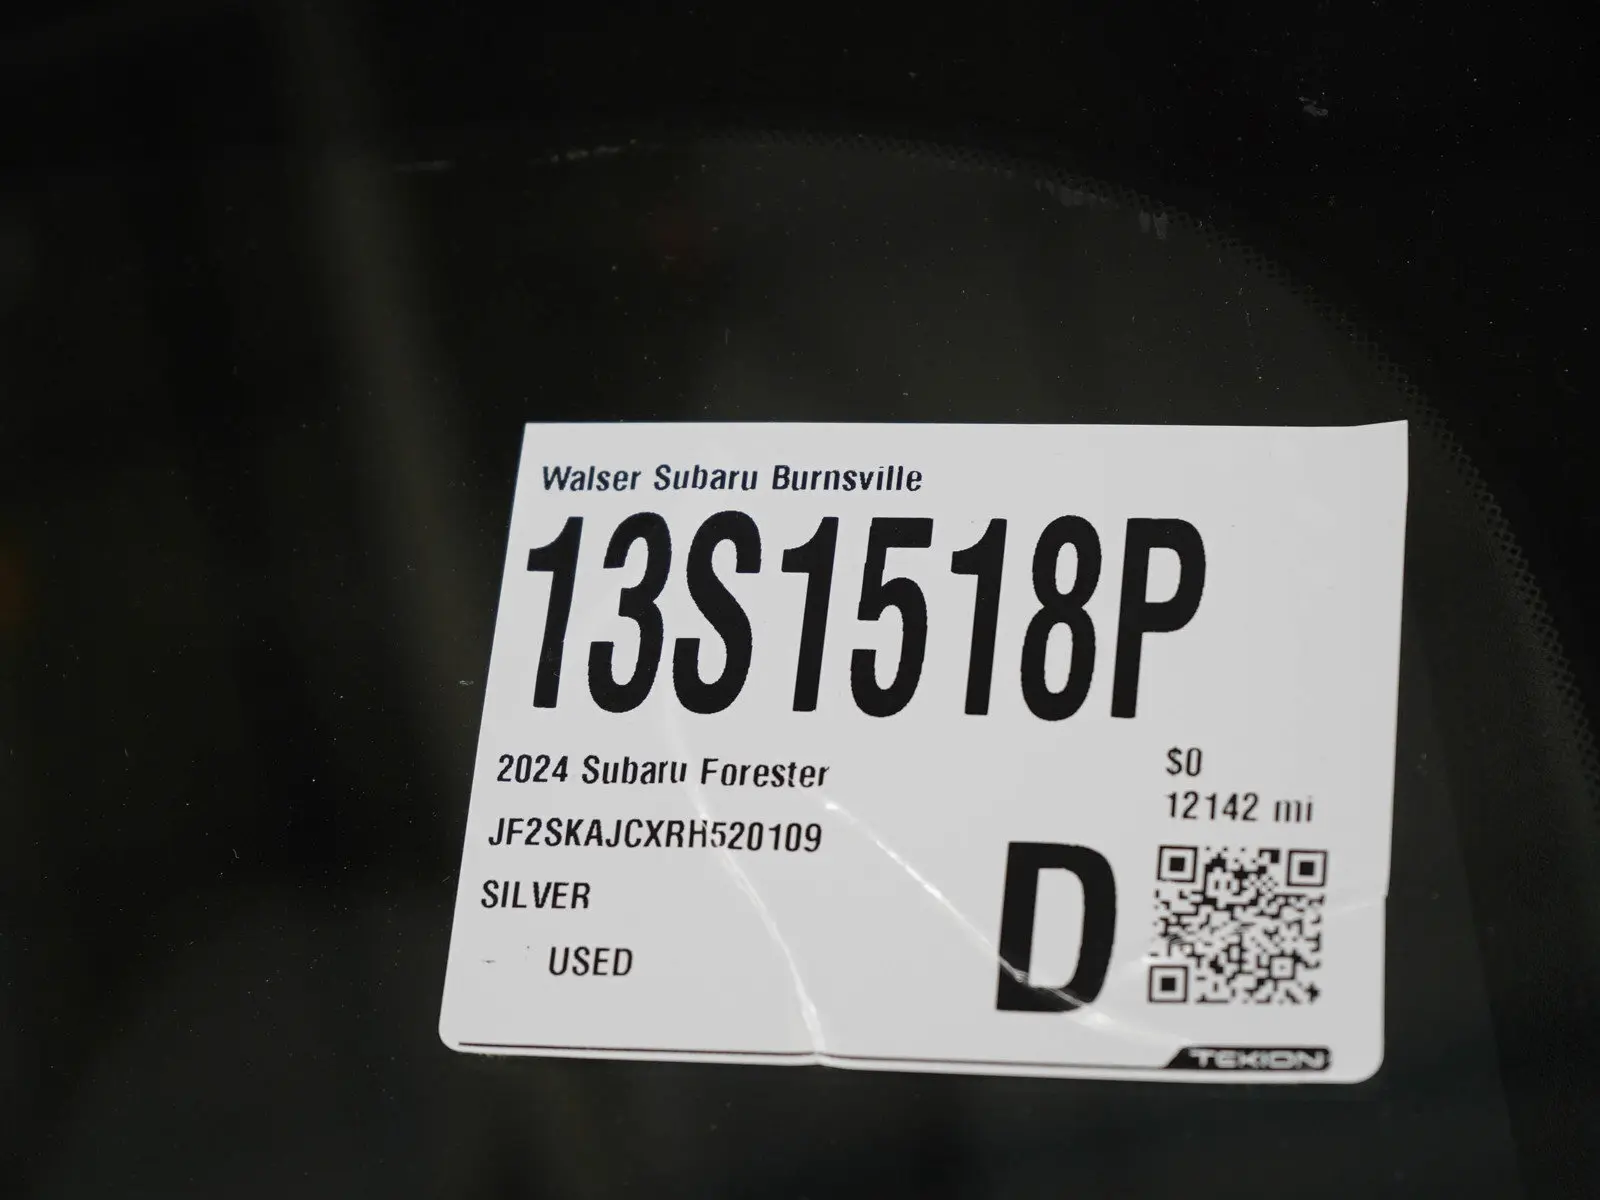 Walser Subaru Burnsville
13S1518P
2024 Subaru Forester
$0
12142 mi
JF2SKAJCXRH520109
SILVER
D
USED
TEKION